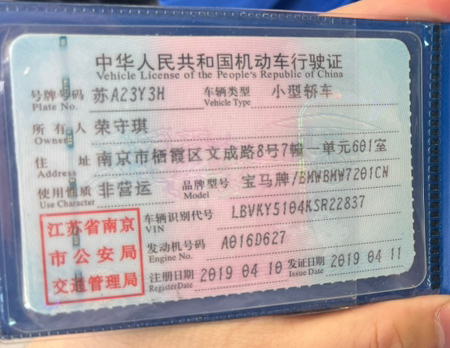 中华人民共和国机动车行驶证
Vehicle License of the People's Republic of China
号牌号码 苏A23Y3H 车辆类型 小型轿车
Plate No. Vehicle Type
所有人 荣守琪
Owner
住址 南京市栖霞区文成路8号7幢一单元601室
Address
使用性质 非营运 品牌型号 宝马牌/BMWBMW7201CN
Use Character Model
江苏省南京
市公安局
交通管理局
车辆识别代号 LBVKY5104KSR22837
VIN
发动机号码 A016D627
Engine No.
注册日期 2019 04 10 发证日期 2019 04 11
Register Date Issue Date